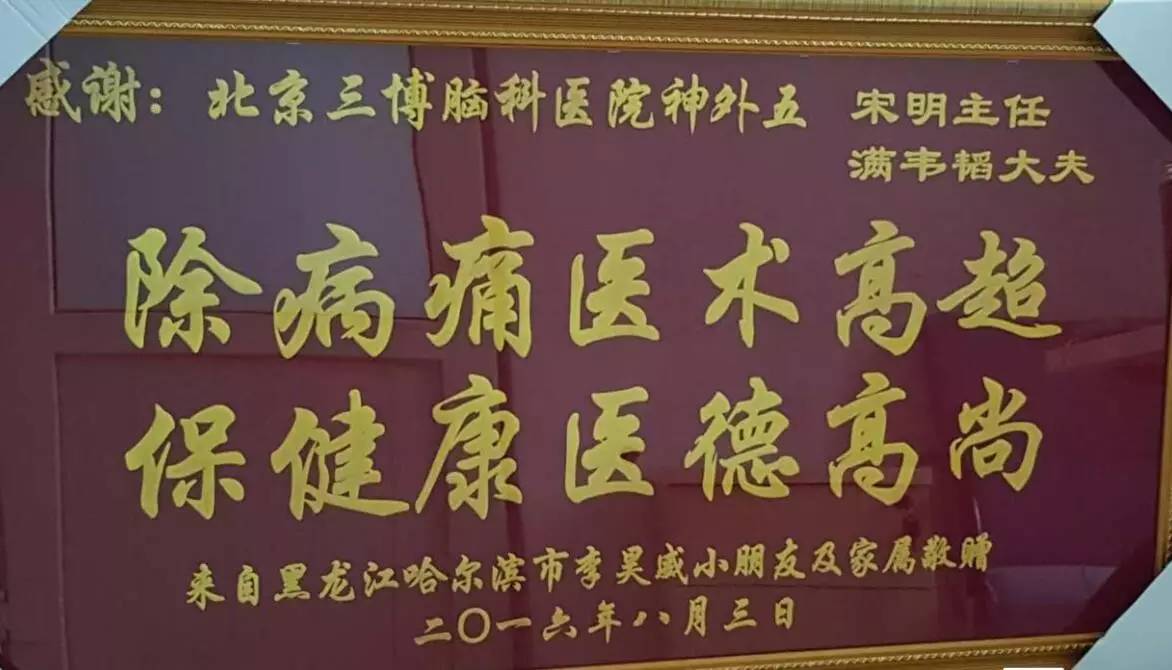 感谢：北京三博脑科医院神外五 宋明主任
满韦韬大夫
除病痛医术高超
保健康医德高尚
来自黑龙江哈尔滨市李昊威小朋友及家属敬赠
二〇一六年八月三日